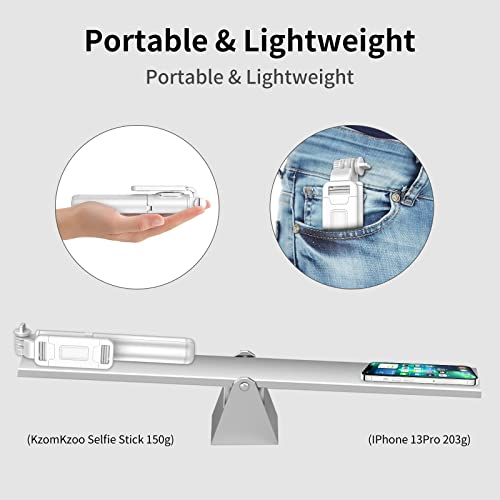 Portable & Lightweight
Portable & Lightweight
(KzomKzoo Selfie Stick 150g)
(IPhone 13Pro 203g)